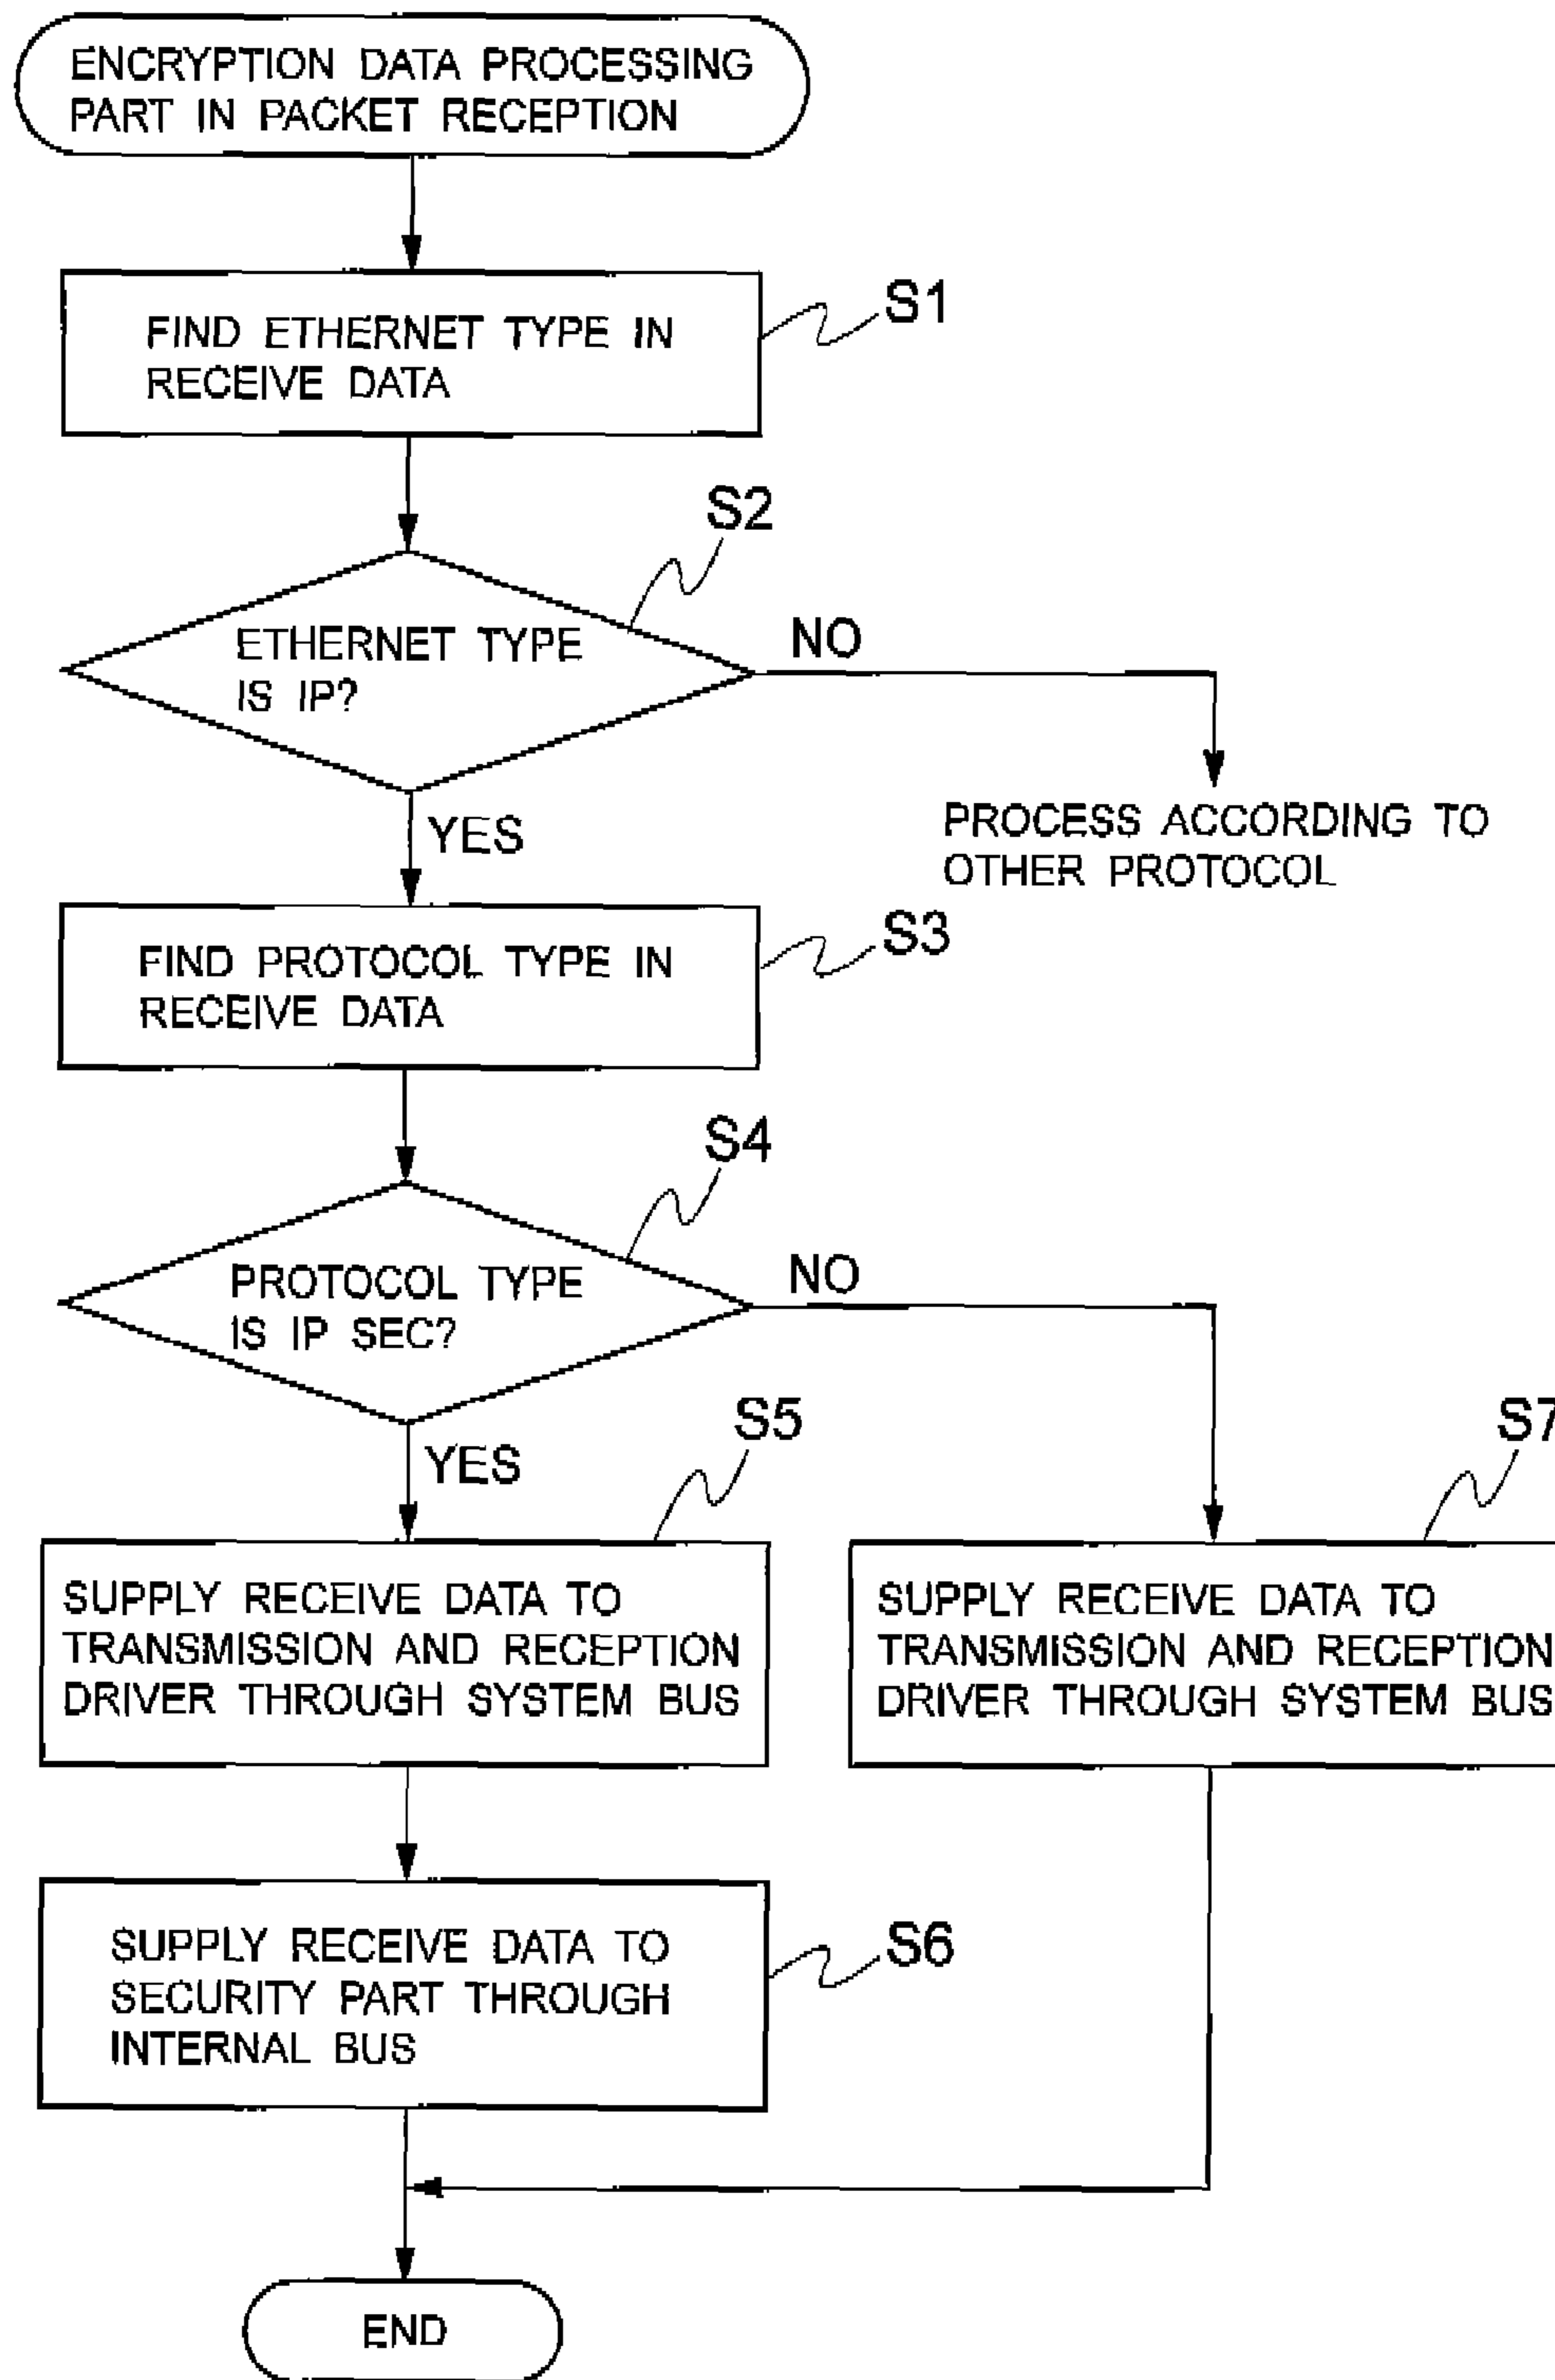 ENCRYPTION DATA PROCESSING
PART IN PACKET RECEPTION
FIND ETHERNET TYPE IN
RECEIVE DATA
S1
S2
ETHERNET TYPE
IS IP?
NO
YES
PROCESS ACCORDING TO
OTHER PROTOCOL
FIND PROTOCOL TYPE IN
RECEIVE DATA
S3
S4
PROTOCOL TYPE
IS IP SEC?
NO
YES
S5
SUPPLY RECEIVE DATA TO
TRANSMISSION AND RECEPTION
DRIVER THROUGH SYSTEM BUS
S7
SUPPLY RECEIVE DATA TO
TRANSMISSION AND RECEPTION
DRIVER THROUGH SYSTEM BUS
SUPPLY RECEIVE DATA TO
SECURITY PART THROUGH
INTERNAL BUS
S6
END